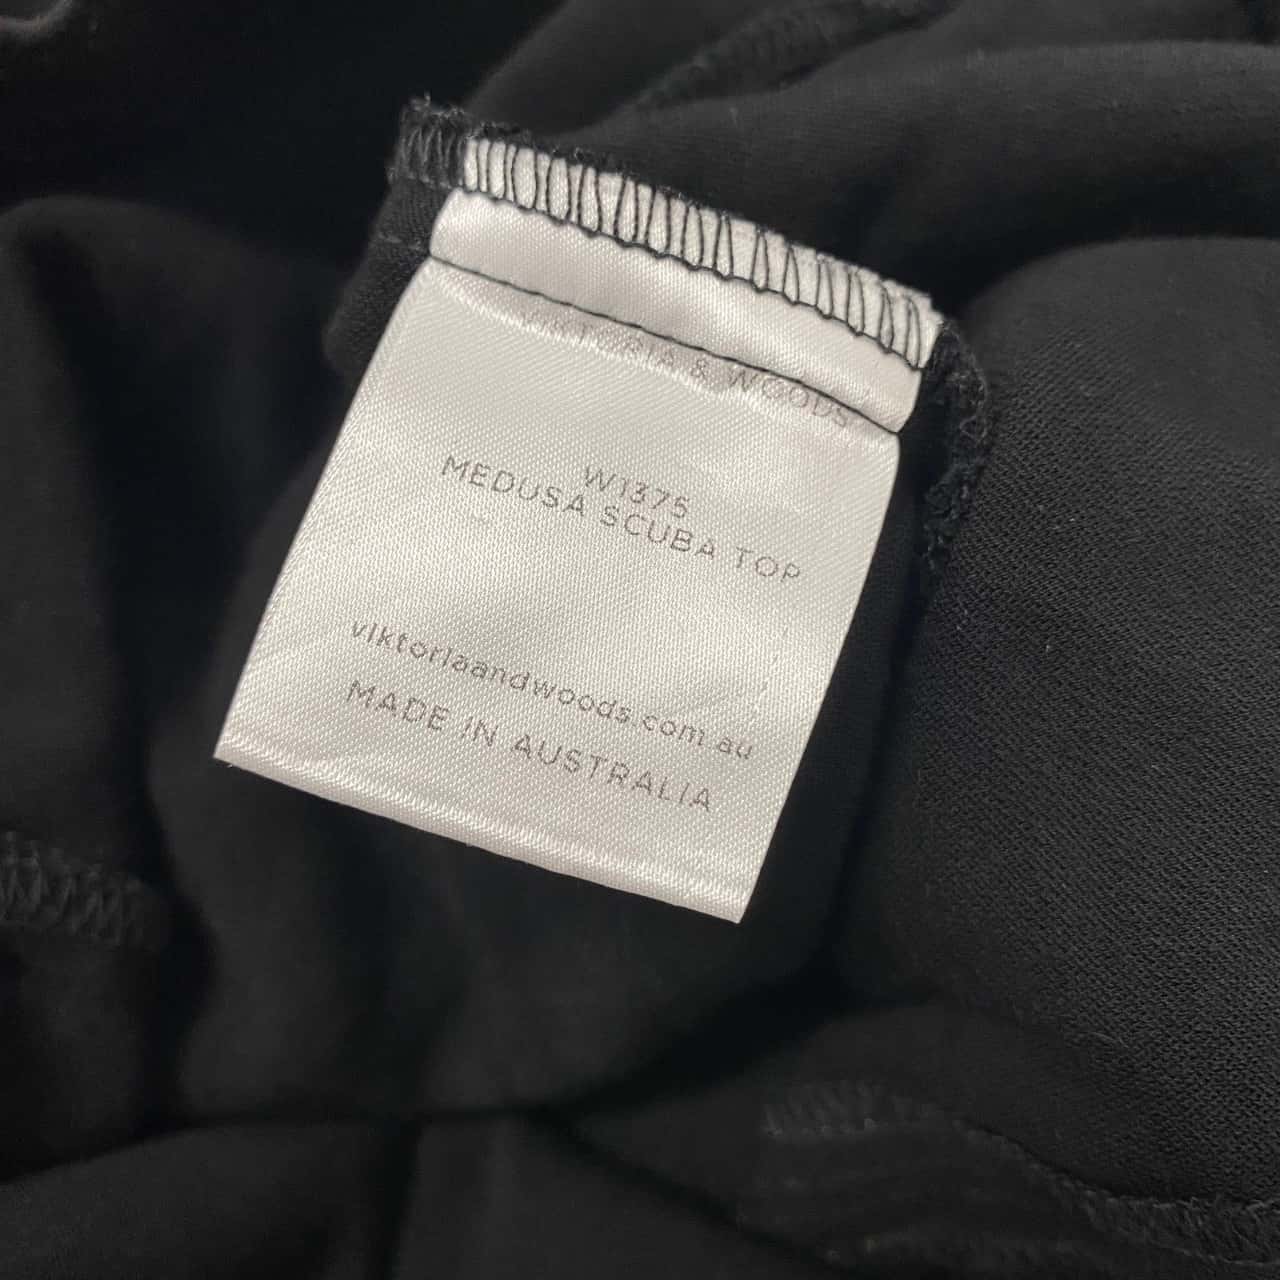 VIKTORIA & WOODS
W1375
MEDUSA SCUBA TOP
viktoriaandwoods.com.au
MADE IN AUSTRALIA